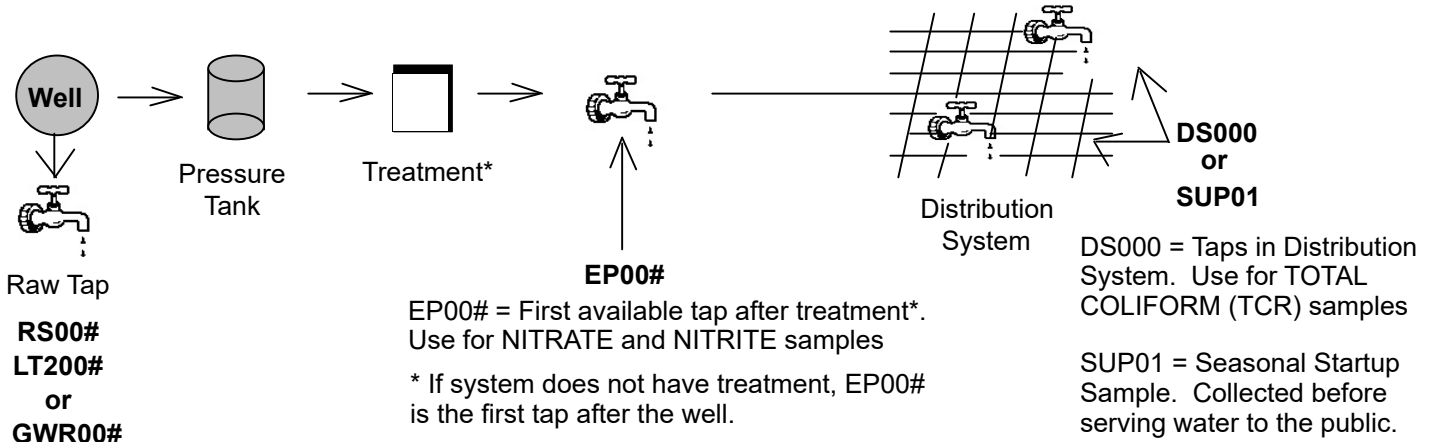 Well
Pressure
Tank
Treatment*
Distribution
System
DS000
or
SUP01
Raw Tap
RS00#
LT200#
or
GWR00#
EP00#
EP00# = First available tap after treatment*.
Use for NITRATE and NITRITE samples
* If system does not have treatment, EP00#
is the first tap after the well.
DS000 = Taps in Distribution
System. Use for TOTAL
COLIFORM (TCR) samples
SUP01 = Seasonal Startup
Sample. Collected before
serving water to the public.